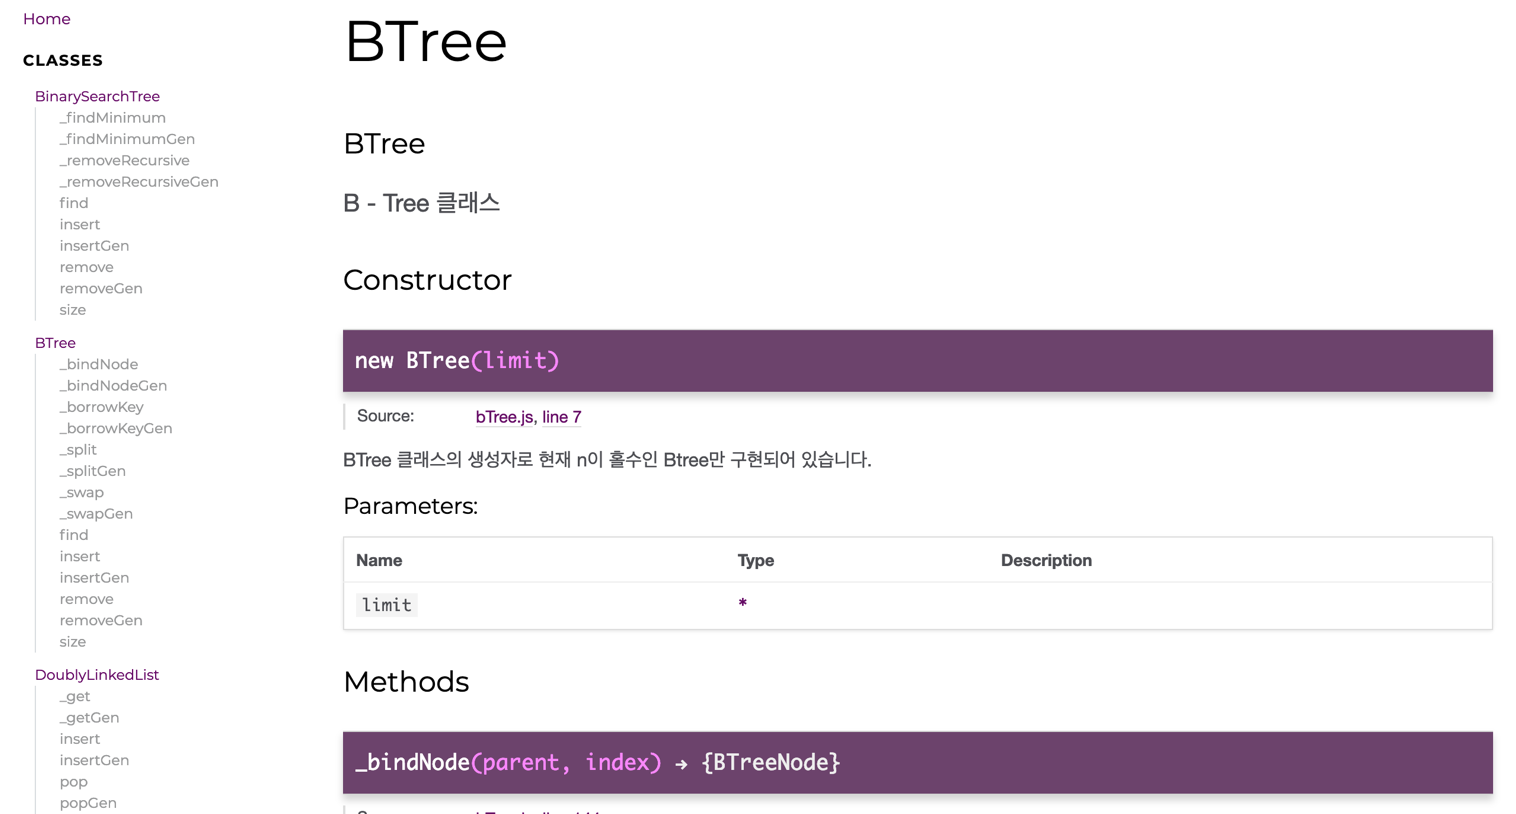 Home
CLASSES
BinarySearchTree
_findMinimum
_findMinimumGen
_removeRecursive
_removeRecursiveGen
find
insert
insertGen
remove
removeGen
size
BTree
_bindNode
_bindNodeGen
_borrowKey
_borrowKeyGen
_split
_splitGen
_swap
_swapGen
find
insert
insertGen
remove
removeGen
size
DoublyLinkedList
_get
_getGen
insert
insertGen
pop
popGen
BTree
BTree
B - Tree 클래스
Constructor
new BTree(limit)
Source: bTree.js, line 7
BTree 클래스의 생성자로 현재 n이 홀수인 Btree만 구현되어 있습니다.
Parameters:
Name Type Description
limit *
Methods
_bindNode(parent, index) → {BTreeNode}